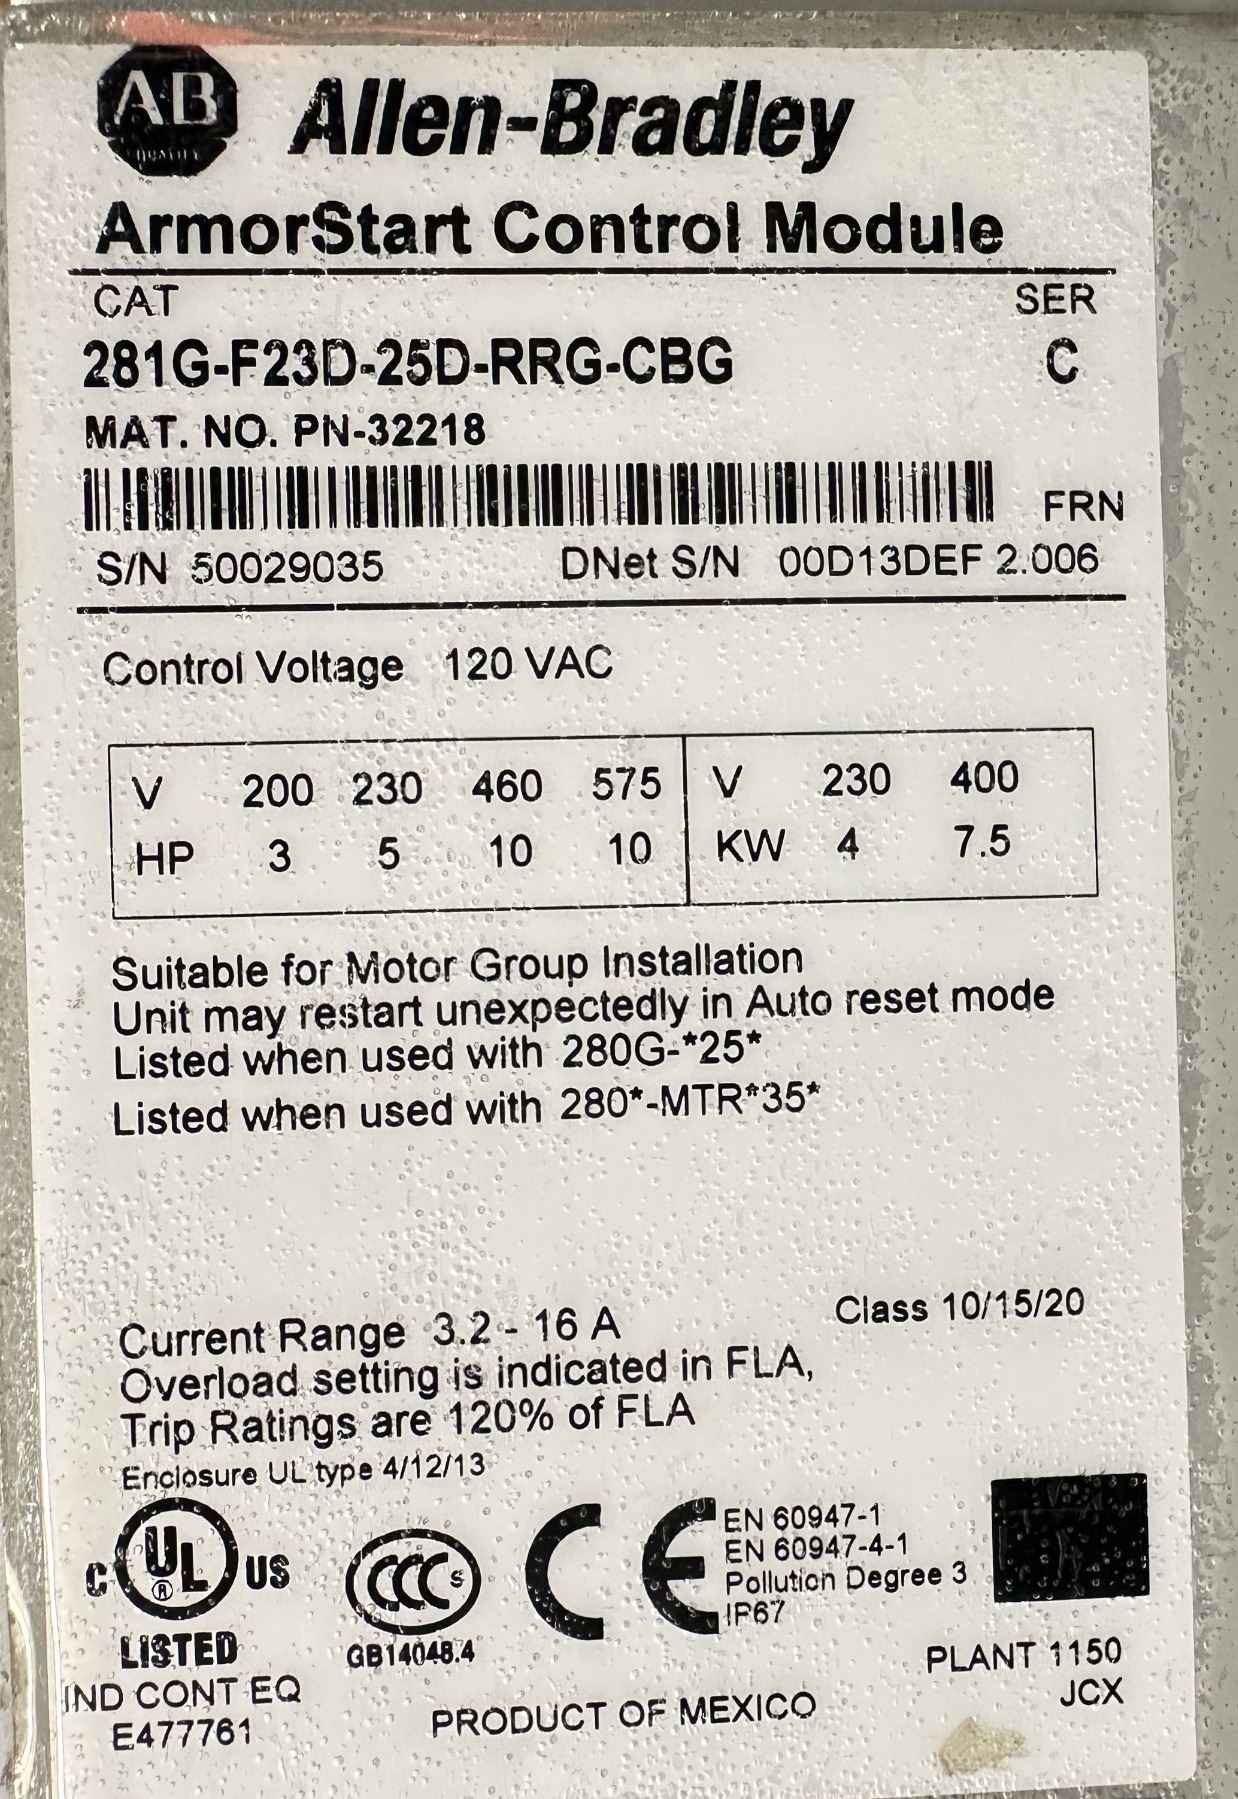 AB
QUALITY
Allen-Bradley
ArmorStart Control Module
CAT SER
281G-F23D-25D-RRG-CBG C
MAT. NO. PN-32218
FRN
S/N 50029035 DNet S/N 00D13DEF 2.006
Control Voltage 120 VAC
V 200 230 460 575 V 230 400
HP 3 5 10 10 KW 4 7.5
Suitable for Motor Group Installation
Unit may restart unexpectedly in Auto reset mode
Listed when used with 280G-*25*
Listed when used with 280*-MTR*35*
Current Range 3.2 - 16 A Class 10/15/20
Overload setting is indicated in FLA,
Trip Ratings are 120% of FLA
Enclosure UL type 4/12/13
C UL ® US
LISTED
IND CONT EQ
E477761
CCC S
GB14048.4
CE
EN 60947-1
EN 60947-4-1
Pollution Degree 3
IP67
PLANT 1150
JCX
PRODUCT OF MEXICO